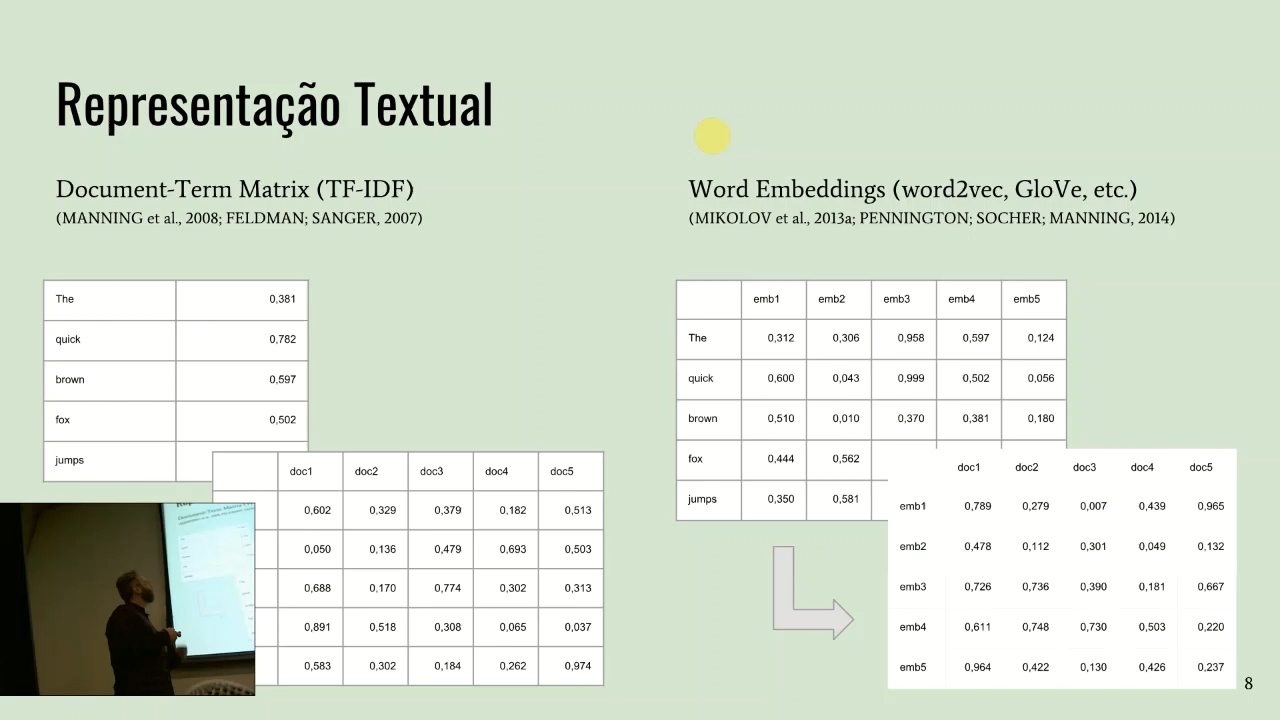 Representação Textual
Document-Term Matrix (TF-IDF)
(MANNING et al., 2008; FELDMAN; SANGER, 2007)
The 0,381
quick 0,782
brown 0,597
fox 0,502
jumps
doc1 doc2 doc3 doc4 doc5
0,602 0,329 0,379 0,182 0,513
0,050 0,136 0,479 0,693 0,503
0,688 0,170 0,774 0,302 0,313
0,891 0,518 0,308 0,065 0,037
0,583 0,302 0,184 0,262 0,974
Word Embeddings (word2vec, GloVe, etc.)
(MIKOLOV et al., 2013a; PENNINGTON; SOCHER; MANNING, 2014)
emb1 emb2 emb3 emb4 emb5
The 0,312 0,306 0,958 0,597 0,124
quick 0,600 0,043 0,999 0,502 0,056
brown 0,510 0,010 0,370 0,381 0,180
fox 0,444 0,562
jumps 0,350 0,581
doc1 doc2 doc3 doc4 doc5
emb1 0,789 0,279 0,007 0,439 0,965
emb2 0,478 0,112 0,301 0,049 0,132
emb3 0,726 0,736 0,390 0,181 0,667
emb4 0,611 0,748 0,730 0,503 0,220
emb5 0,964 0,422 0,130 0,426 0,237
8